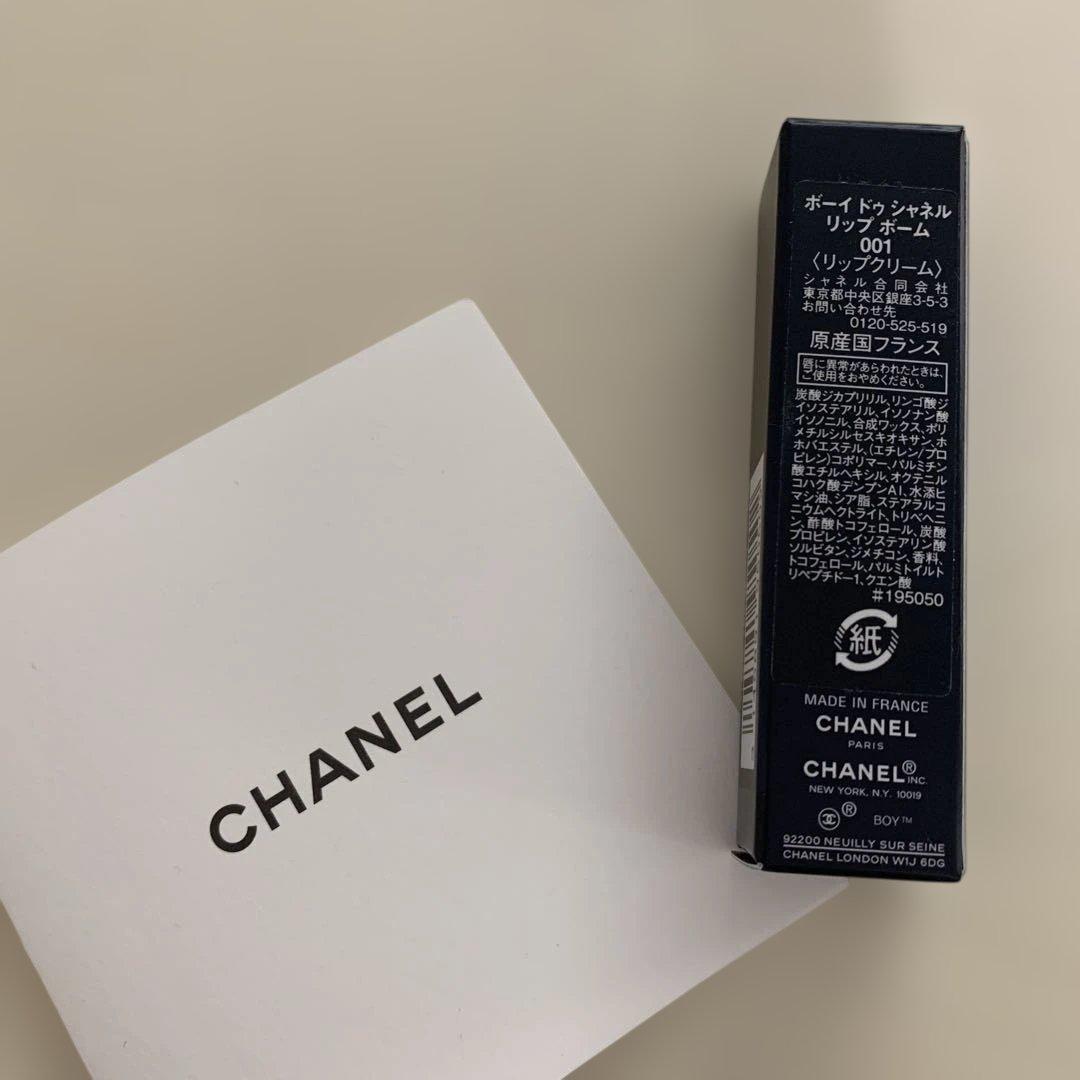 CHANEL
ボーイ ドゥ シャネル
リップ ボーム
001
〈リップクリーム〉
シャネル合同会社
東京都中央区銀座3-5-3
お問い合わせ先
0120-525-519
原産国フランス
唇に異常があらわれたときは、
ご使用をおやめください。
炭酸ジカプリリル、リンゴ酸ジ
イソステアリル、イソノナン酸
イソノニル、合成ワックス、ポリ
メチルシルセスキオキサン、ホ
ホバエステル、(エチレン/プロ
ピレン)コポリマー、パルミチン
酸エチルヘキシル、オクテニル
コハク酸デンプンAl、水添ヒ
マシ油、シア脂、ステアラルコ
ニウムヘクトライト、トリベヘニ
ン、酢酸トコフェロール、炭酸
プロピレン、イソステアリン酸
ソルビタン、ジメチコン、香料、
トコフェロール、パルミトイルト
リペプチド-1、クエン酸
#195050
紙
MADE IN FRANCE
CHANEL
PARIS
CHANEL® INC.
NEW YORK, N.Y. 10019
® BOY™
92200 NEUILLY SUR SEINE
CHANEL LONDON W1J 6DG